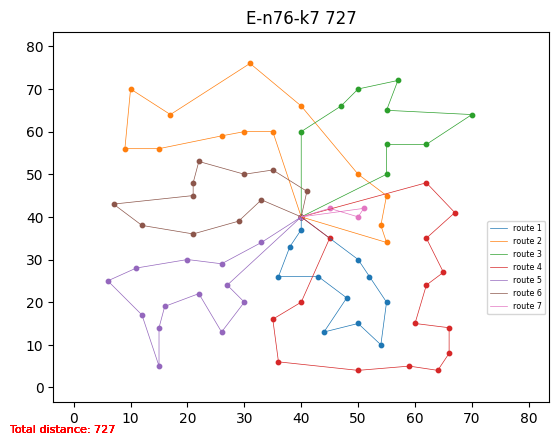 E-n76-k7 727
80
70
60
50
40
30
20
10
0
route 1
route 2
route 3
route 4
route 5
route 6
route 7
0 10 20 30 40 50 60 70 80
Total distance: 727